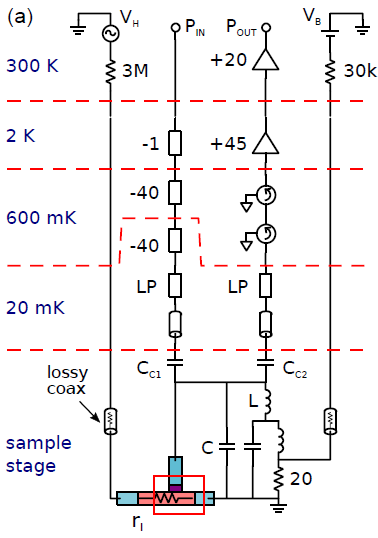 (a)
V_H
P_IN
P_OUT
V_B
300 K
3M
+20
30k
2 K
-1
+45
-40
600 mK
-40
LP
LP
20 mK
C_C1
C_C2
lossy
coax
L
C
sample
stage
20
r_I